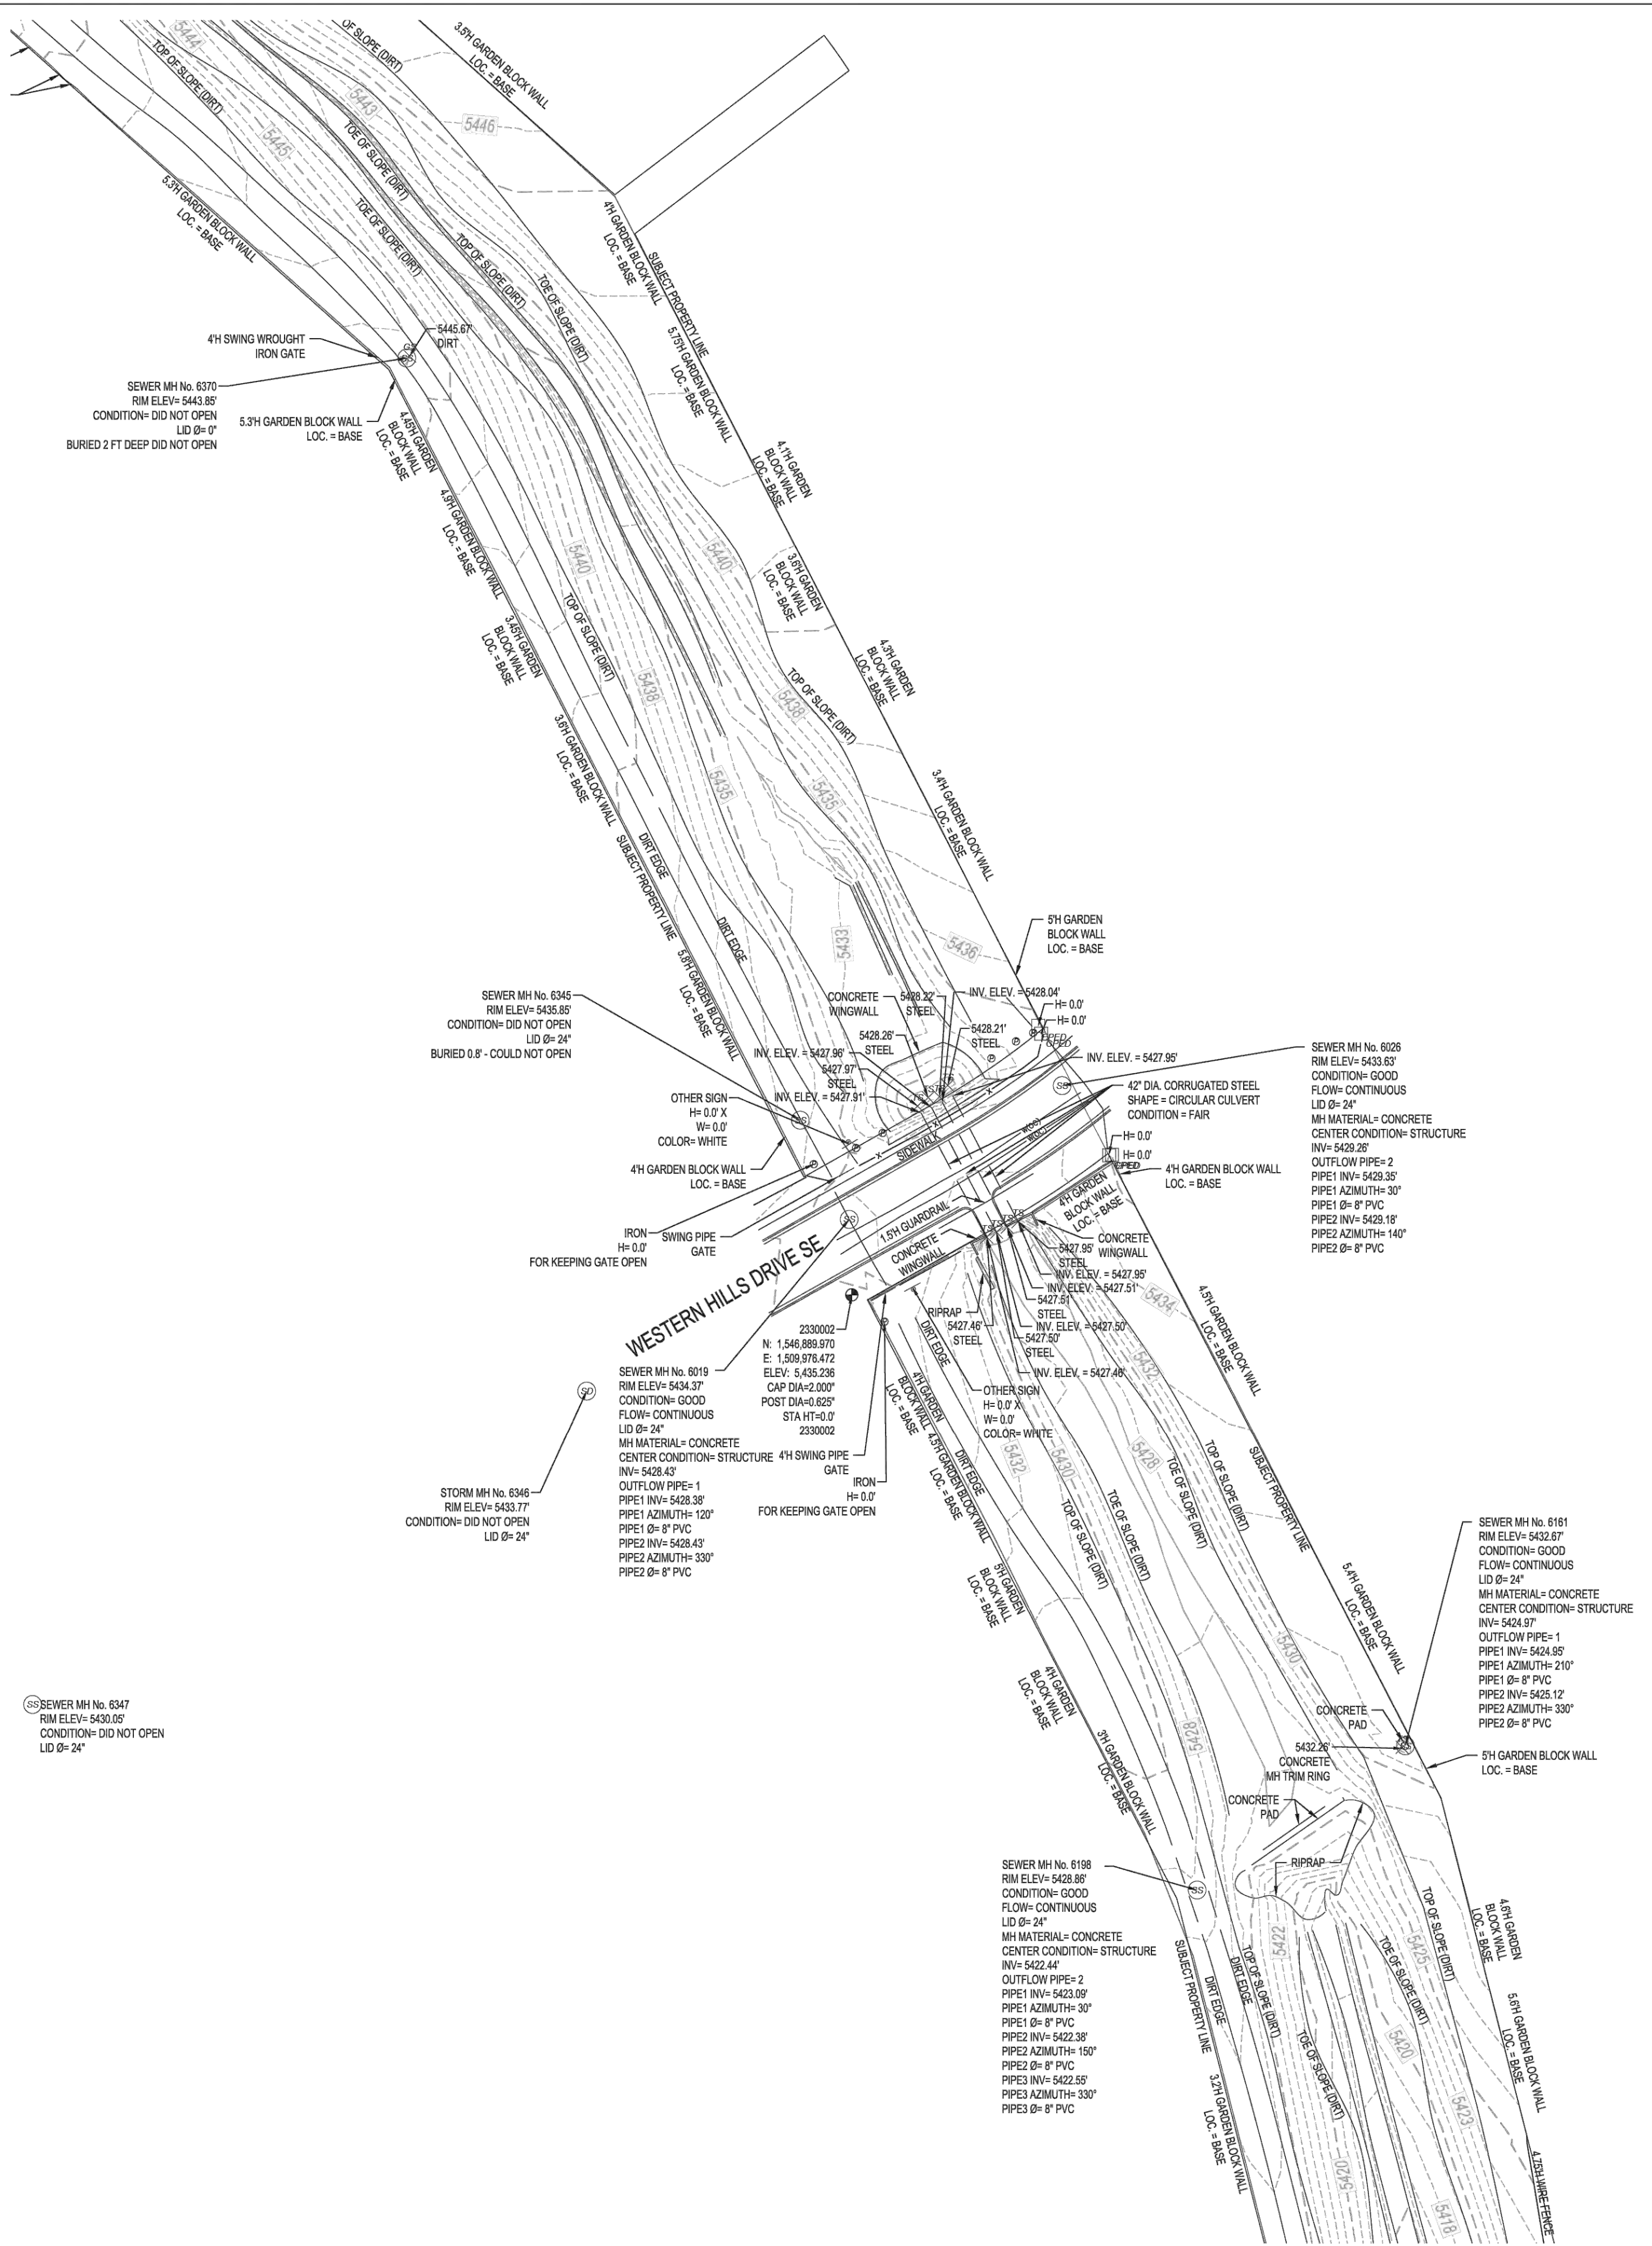 5444
TOP OF SLOPE (DIRT)
OF SLOPE (DIRT)
3.5'H GARDEN BLOCK WALL
LOC. = BASE
5443
5446
5445
TOE OF SLOPE (DIRT)
5.3'H GARDEN BLOCK WALL
LOC. = BASE
TOE OF SLOPE (DIRT)
TOP OF SLOPE (DIRT)
TOE OF SLOPE (DIRT)
4'H GARDEN BLOCK WALL
LOC. = BASE
SUBJECT PROPERTY LINE
5.75'H GARDEN BLOCK WALL
LOC. = BASE
4'H SWING WROUGHT
IRON GATE
5445.67'
DIRT
GS
SEWER MH No. 6370
RIM ELEV= 5443.85'
CONDITION= DID NOT OPEN
LID Ø= 0"
BURIED 2 FT DEEP DID NOT OPEN
5.3'H GARDEN BLOCK WALL
LOC. = BASE
4.45'H GARDEN
BLOCK WALL
LOC. = BASE
4.1'H GARDEN
BLOCK WALL
LOC. = BASE
4.9'H GARDEN BLOCK WALL
LOC. = BASE
5440
5440
3.6'H GARDEN
BLOCK WALL
LOC. = BASE
TOP OF SLOPE (DIRT)
3.45'H GARDEN
BLOCK WALL
LOC. = BASE
4.3'H GARDEN
BLOCK WALL
LOC. = BASE
5438
5438
TOP OF SLOPE (DIRT)
3.6'H GARDEN BLOCK WALL
LOC. = BASE
5435
5435
3.4'H GARDEN BLOCK WALL
LOC. = BASE
SUBJECT PROPERTY LINE
DIRT EDGE
DIRT EDGE
5433
5436
5'H GARDEN
BLOCK WALL
LOC. = BASE
5.8'H GARDEN BLOCK WALL
LOC. = BASE
SEWER MH No. 6345
RIM ELEV= 5435.85'
CONDITION= DID NOT OPEN
LID Ø= 24"
BURIED 0.8' - COULD NOT OPEN
CONCRETE
WINGWALL
5428.22'
STEEL
INV. ELEV. = 5428.04'
H= 0.0'
H= 0.0'
5428.26'
STEEL
5428.21'
STEEL
INV. ELEV. = 5427.96'
5427.97'
STEEL
INV. ELEV. = 5427.91'
INV. ELEV. = 5427.95'
42" DIA. CORRUGATED STEEL
SHAPE = CIRCULAR CULVERT
CONDITION = FAIR
SS
SS
OTHER SIGN
H= 0.0' X
W= 0.0'
COLOR= WHITE
SIDEWALK
SEWER MH No. 6026
RIM ELEV= 5433.63'
CONDITION= GOOD
FLOW= CONTINUOUS
LID Ø= 24"
MH MATERIAL= CONCRETE
CENTER CONDITION= STRUCTURE
INV= 5429.26'
OUTFLOW PIPE= 2
PIPE1 INV= 5429.35'
PIPE1 AZIMUTH= 30°
PIPE1 Ø= 8" PVC
PIPE2 INV= 5429.18'
PIPE2 AZIMUTH= 140°
PIPE2 Ø= 8" PVC
4'H GARDEN BLOCK WALL
LOC. = BASE
H= 0.0'
H= 0.0'
4'H GARDEN BLOCK WALL
LOC. = BASE
IRON
H= 0.0'
FOR KEEPING GATE OPEN
SWING PIPE
GATE
SS
1.5'H GUARDRAIL
4'H GARDEN
BLOCK WALL
LOC. = BASE
CONCRETE
WINGWALL
WESTERN HILLS DRIVE SE
CONCRETE
WINGWALL
5427.95'
STEEL
INV. ELEV. = 5427.95'
INV. ELEV. = 5427.51'
5427.51'
STEEL
RIPRAP
5427.46'
STEEL
INV. ELEV. = 5427.50'
5427.50'
STEEL
INV. ELEV. = 5427.46'
5434
5432
4.5'H GARDEN BLOCK WALL
LOC. = BASE
2330002
N: 1,546,889.970
E: 1,509,976.472
ELEV: 5,435.236
CAP DIA=2.000"
POST DIA=0.625"
STA HT=0.0'
2330002
SEWER MH No. 6019
RIM ELEV= 5434.37'
CONDITION= GOOD
FLOW= CONTINUOUS
LID Ø= 24"
MH MATERIAL= CONCRETE
CENTER CONDITION= STRUCTURE
INV= 5428.43'
OUTFLOW PIPE= 1
PIPE1 INV= 5428.38'
PIPE1 AZIMUTH= 120°
PIPE1 Ø= 8" PVC
PIPE2 INV= 5428.43'
PIPE2 AZIMUTH= 330°
PIPE2 Ø= 8" PVC
SD
STORM MH No. 6346
RIM ELEV= 5433.77'
CONDITION= DID NOT OPEN
LID Ø= 24"
4'H SWING PIPE
GATE
IRON
H= 0.0'
FOR KEEPING GATE OPEN
DIRT EDGE
4'H GARDEN
BLOCK WALL
LOC. = BASE
OTHER SIGN
H= 0.0' X
W= 0.0'
COLOR= WHITE
4.5'H GARDEN BLOCK WALL
LOC. = BASE
DIRT EDGE
5432
5430
5428
TOP OF SLOPE (DIRT)
TOE OF SLOPE (DIRT)
TOE OF SLOPE (DIRT)
TOP OF SLOPE (DIRT)
SUBJECT PROPERTY LINE
5'H GARDEN
BLOCK WALL
LOC. = BASE
5.4'H GARDEN BLOCK WALL
LOC. = BASE
5430
4'H GARDEN
BLOCK WALL
LOC. = BASE
SEWER MH No. 6161
RIM ELEV= 5432.67'
CONDITION= GOOD
FLOW= CONTINUOUS
LID Ø= 24"
MH MATERIAL= CONCRETE
CENTER CONDITION= STRUCTURE
INV= 5424.97'
OUTFLOW PIPE= 1
PIPE1 INV= 5424.95'
PIPE1 AZIMUTH= 210°
PIPE1 Ø= 8" PVC
PIPE2 INV= 5425.12'
PIPE2 AZIMUTH= 330°
PIPE2 Ø= 8" PVC
SS
SEWER MH No. 6347
RIM ELEV= 5430.05'
CONDITION= DID NOT OPEN
LID Ø= 24"
5428
3'H GARDEN BLOCK WALL
LOC. = BASE
CONCRETE
PAD
5432.26'
CONCRETE
MH TRIM RING
5'H GARDEN BLOCK WALL
LOC. = BASE
CONCRETE
PAD
RIPRAP
SEWER MH No. 6198
RIM ELEV= 5428.86'
CONDITION= GOOD
FLOW= CONTINUOUS
LID Ø= 24"
MH MATERIAL= CONCRETE
CENTER CONDITION= STRUCTURE
INV= 5422.44'
OUTFLOW PIPE= 2
PIPE1 INV= 5423.09'
PIPE1 AZIMUTH= 30°
PIPE1 Ø= 8" PVC
PIPE2 INV= 5422.38'
PIPE2 AZIMUTH= 150°
PIPE2 Ø= 8" PVC
PIPE3 INV= 5422.55'
PIPE3 AZIMUTH= 330°
PIPE3 Ø= 8" PVC
SS
5422
TOP OF SLOPE (DIRT)
5425
4.6'H GARDEN
BLOCK WALL
LOC. = BASE
SUBJECT PROPERTY LINE
DIRT EDGE
DIRT EDGE
TOP OF SLOPE (DIRT)
TOE OF SLOPE (DIRT)
TOE OF SLOPE (DIRT)
5420
5.6'H GARDEN BLOCK WALL
LOC. = BASE
3.2'H GARDEN BLOCK WALL
LOC. = BASE
5423
5420
5418
4.75'H WIRE FENCE